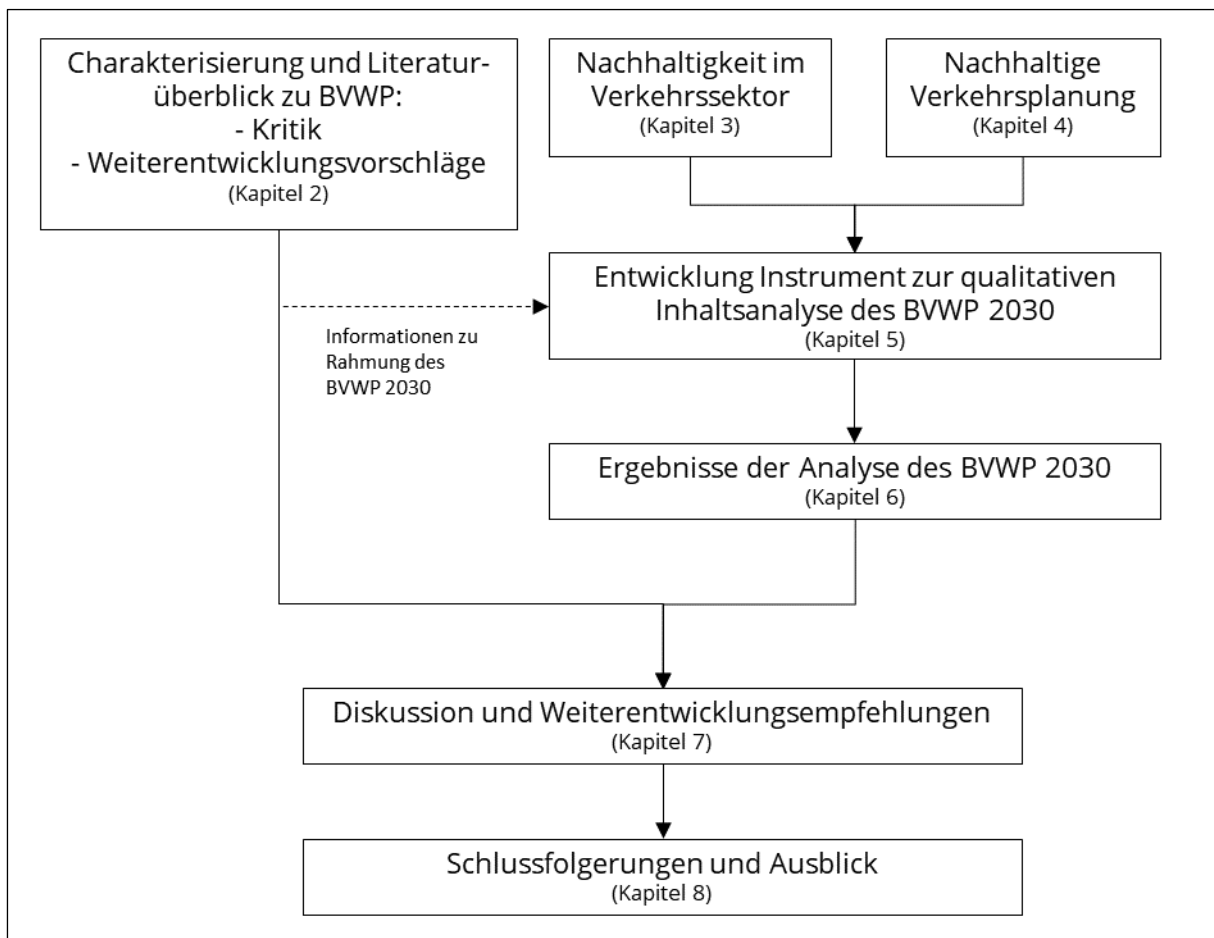 Charakterisierung und Literatur-
überblick zu BVWP:
- Kritik
- Weiterentwicklungsvorschläge
(Kapitel 2)
Nachhaltigkeit im
Verkehrssektor
(Kapitel 3)
Nachhaltige
Verkehrsplanung
(Kapitel 4)
Entwicklung Instrument zur qualitativen
Inhaltsanalyse des BVWP 2030
(Kapitel 5)
Informationen zu
Rahmung des
BVWP 2030
Ergebnisse der Analyse des BVWP 2030
(Kapitel 6)
Diskussion und Weiterentwicklungsempfehlungen
(Kapitel 7)
Schlussfolgerungen und Ausblick
(Kapitel 8)